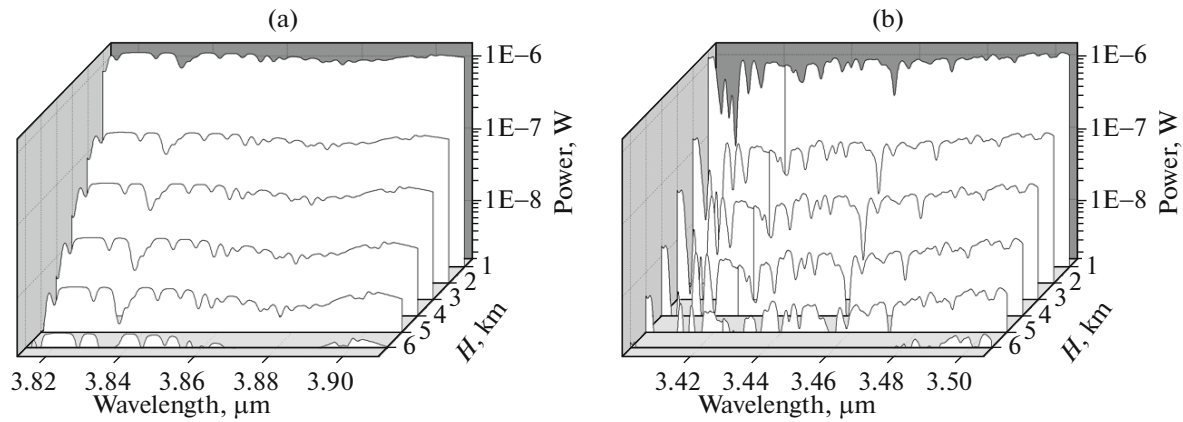 (a)
1E–6
1E–7
1E–8
Power, W
1
2
3
4
5
6
H, km
3.82 3.84 3.86 3.88 3.90
Wavelength, μm
(b)
1E–6
1E–7
1E–8
Power, W
1
2
3
4
5
6
H, km
3.42 3.44 3.46 3.48 3.50
Wavelength, μm